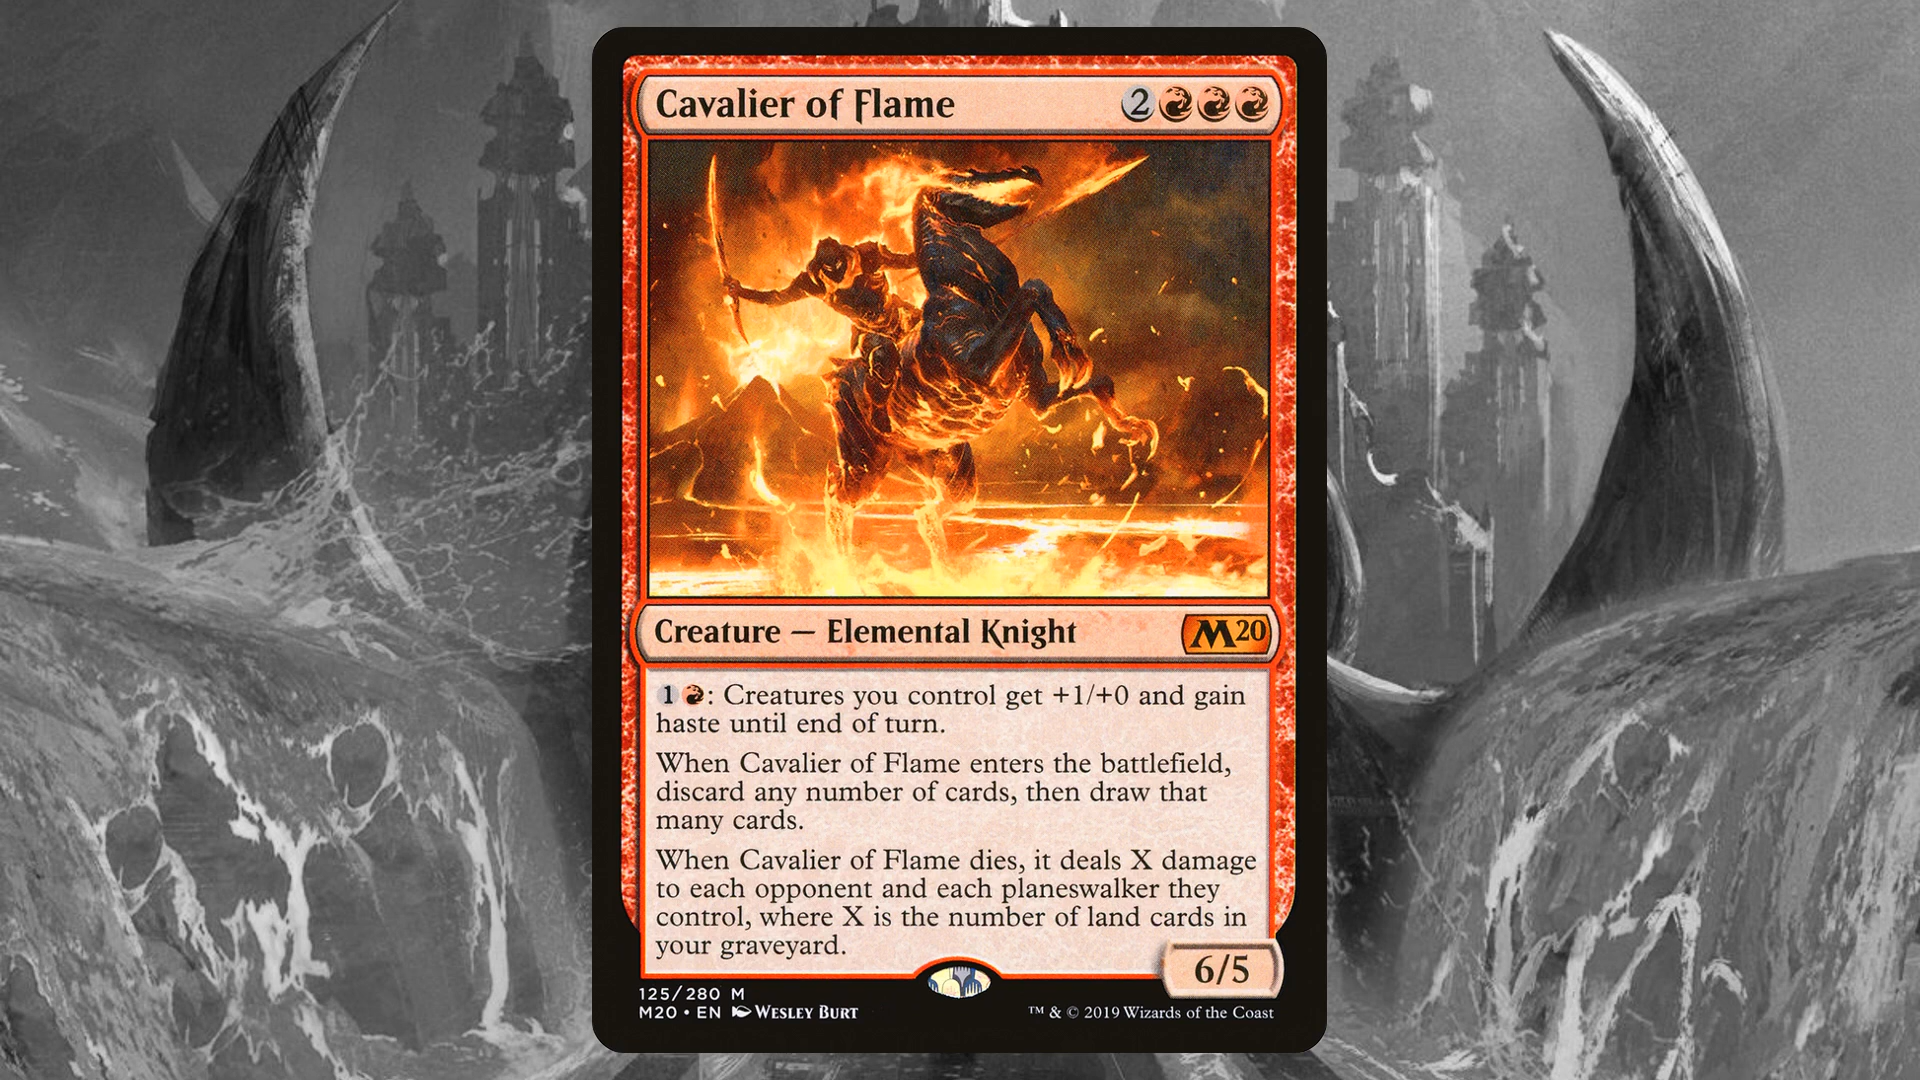 Cavalier of Flame 2
Creature — Elemental Knight M20
1 : Creatures you control get +1/+0 and gain
haste until end of turn.
When Cavalier of Flame enters the battlefield,
discard any number of cards, then draw that
many cards.
When Cavalier of Flame dies, it deals X damage
to each opponent and each planeswalker they
control, where X is the number of land cards in
your graveyard.
6/5
125/280 M
M20 • EN Wesley Burt
™ & © 2019 Wizards of the Coast